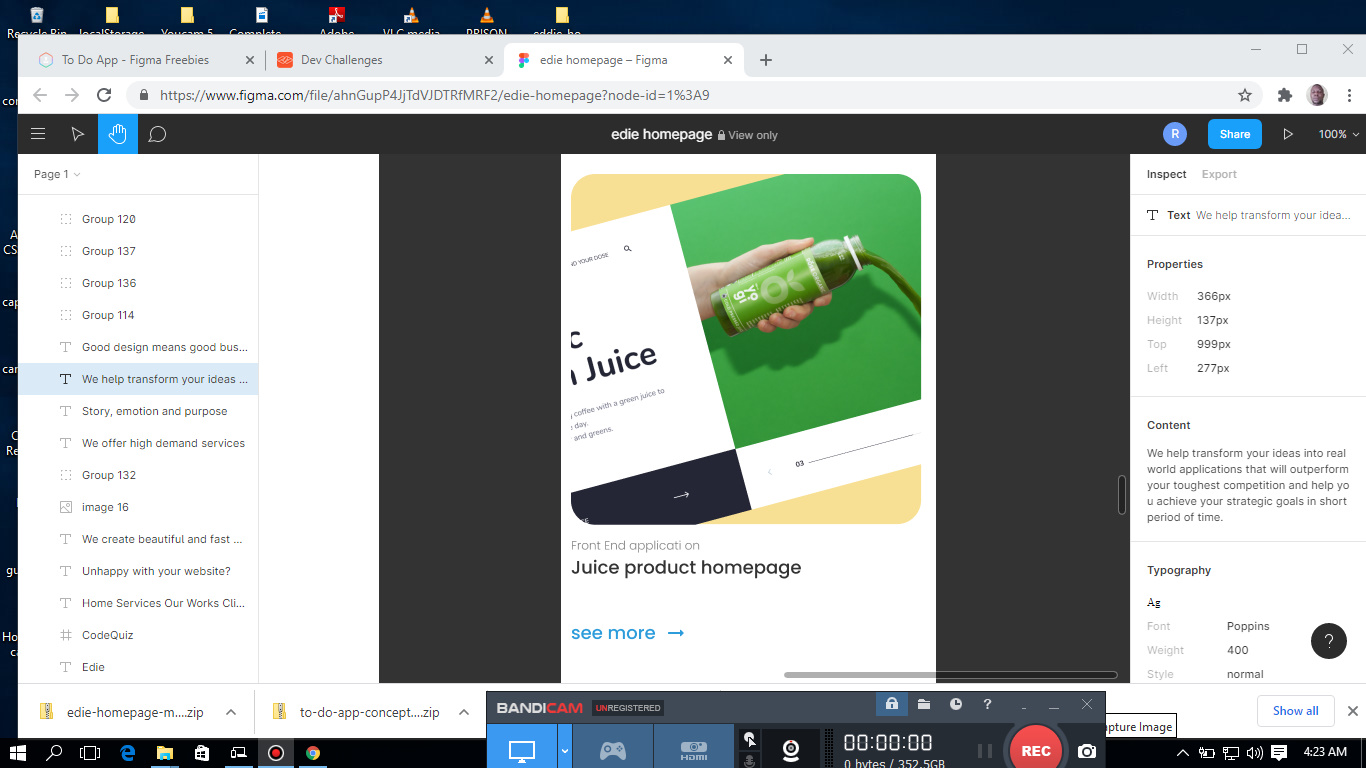 Recycle Bin
localStorage
Youcam 5
Complete
Adobe
VLC media
PRISON
eddie-ho
To Do App - Figma Freebies
Dev Challenges
edie homepage – Figma
https://www.figma.com/file/ahnGupP4JjTdVJDTRfMRF2/edie-homepage?node-id=1%3A9
edie homepage
View only
R
Share
100%
Page 1
Group 120
Group 137
Group 136
Group 114
Good design means good bus...
We help transform your ideas ...
Story, emotion and purpose
We offer high demand services
Group 132
image 16
We create beautiful and fast ...
Unhappy with your website?
Home Services Our Works Cli...
CodeQuiz
Edie
YOUR DOSE
c
Juice
coffee with a green juice to
day.
and greens.
yo
gi
03
Front End applicati on
Juice product homepage
see more →
Inspect
Export
Text We help transform your idea...
Properties
Width 366px
Height 137px
Top 999px
Left 277px
Content
We help transform your ideas into real
world applications that will outperform
your toughest competition and help yo
u achieve your strategic goals in short
period of time.
Typography
Ag
Font Poppins
Weight 400
Style normal
?
edie-homepage-m....zip
to-do-app-concept....zip
Show all
BANDICAM
UNREGISTERED
?
HDMI
00:00:00
0 bytes / 352.5GB
REC
apture Image
4:23 AM